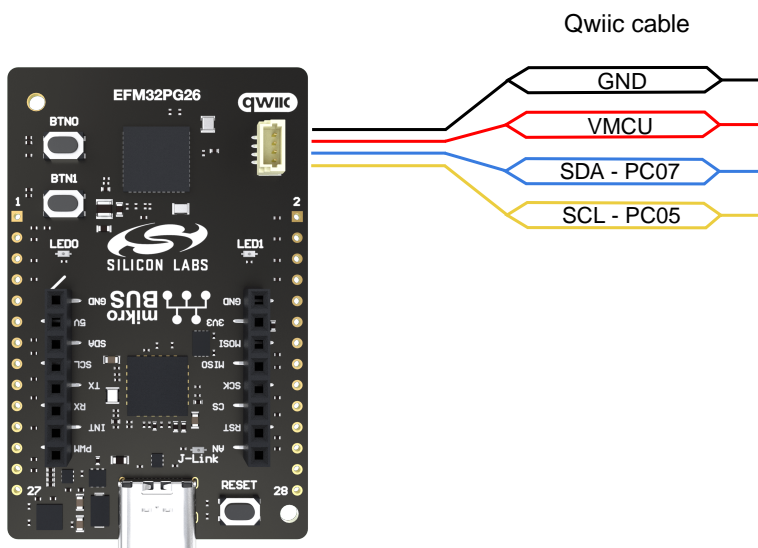 Qwiic cable
GND
VMCU
SDA - PC07
SCL - PC05
EFM32PG26
qwiic
BTN0
BTN1
1
2
LED0
LED1
SILICON LABS
mikro
BUS
GND
5V
SDA
SCL
TX
RX
INT
PWM
GND
3V3
MOSI
MISO
SCK
CS
RST
AN
J-Link
27
RESET
28